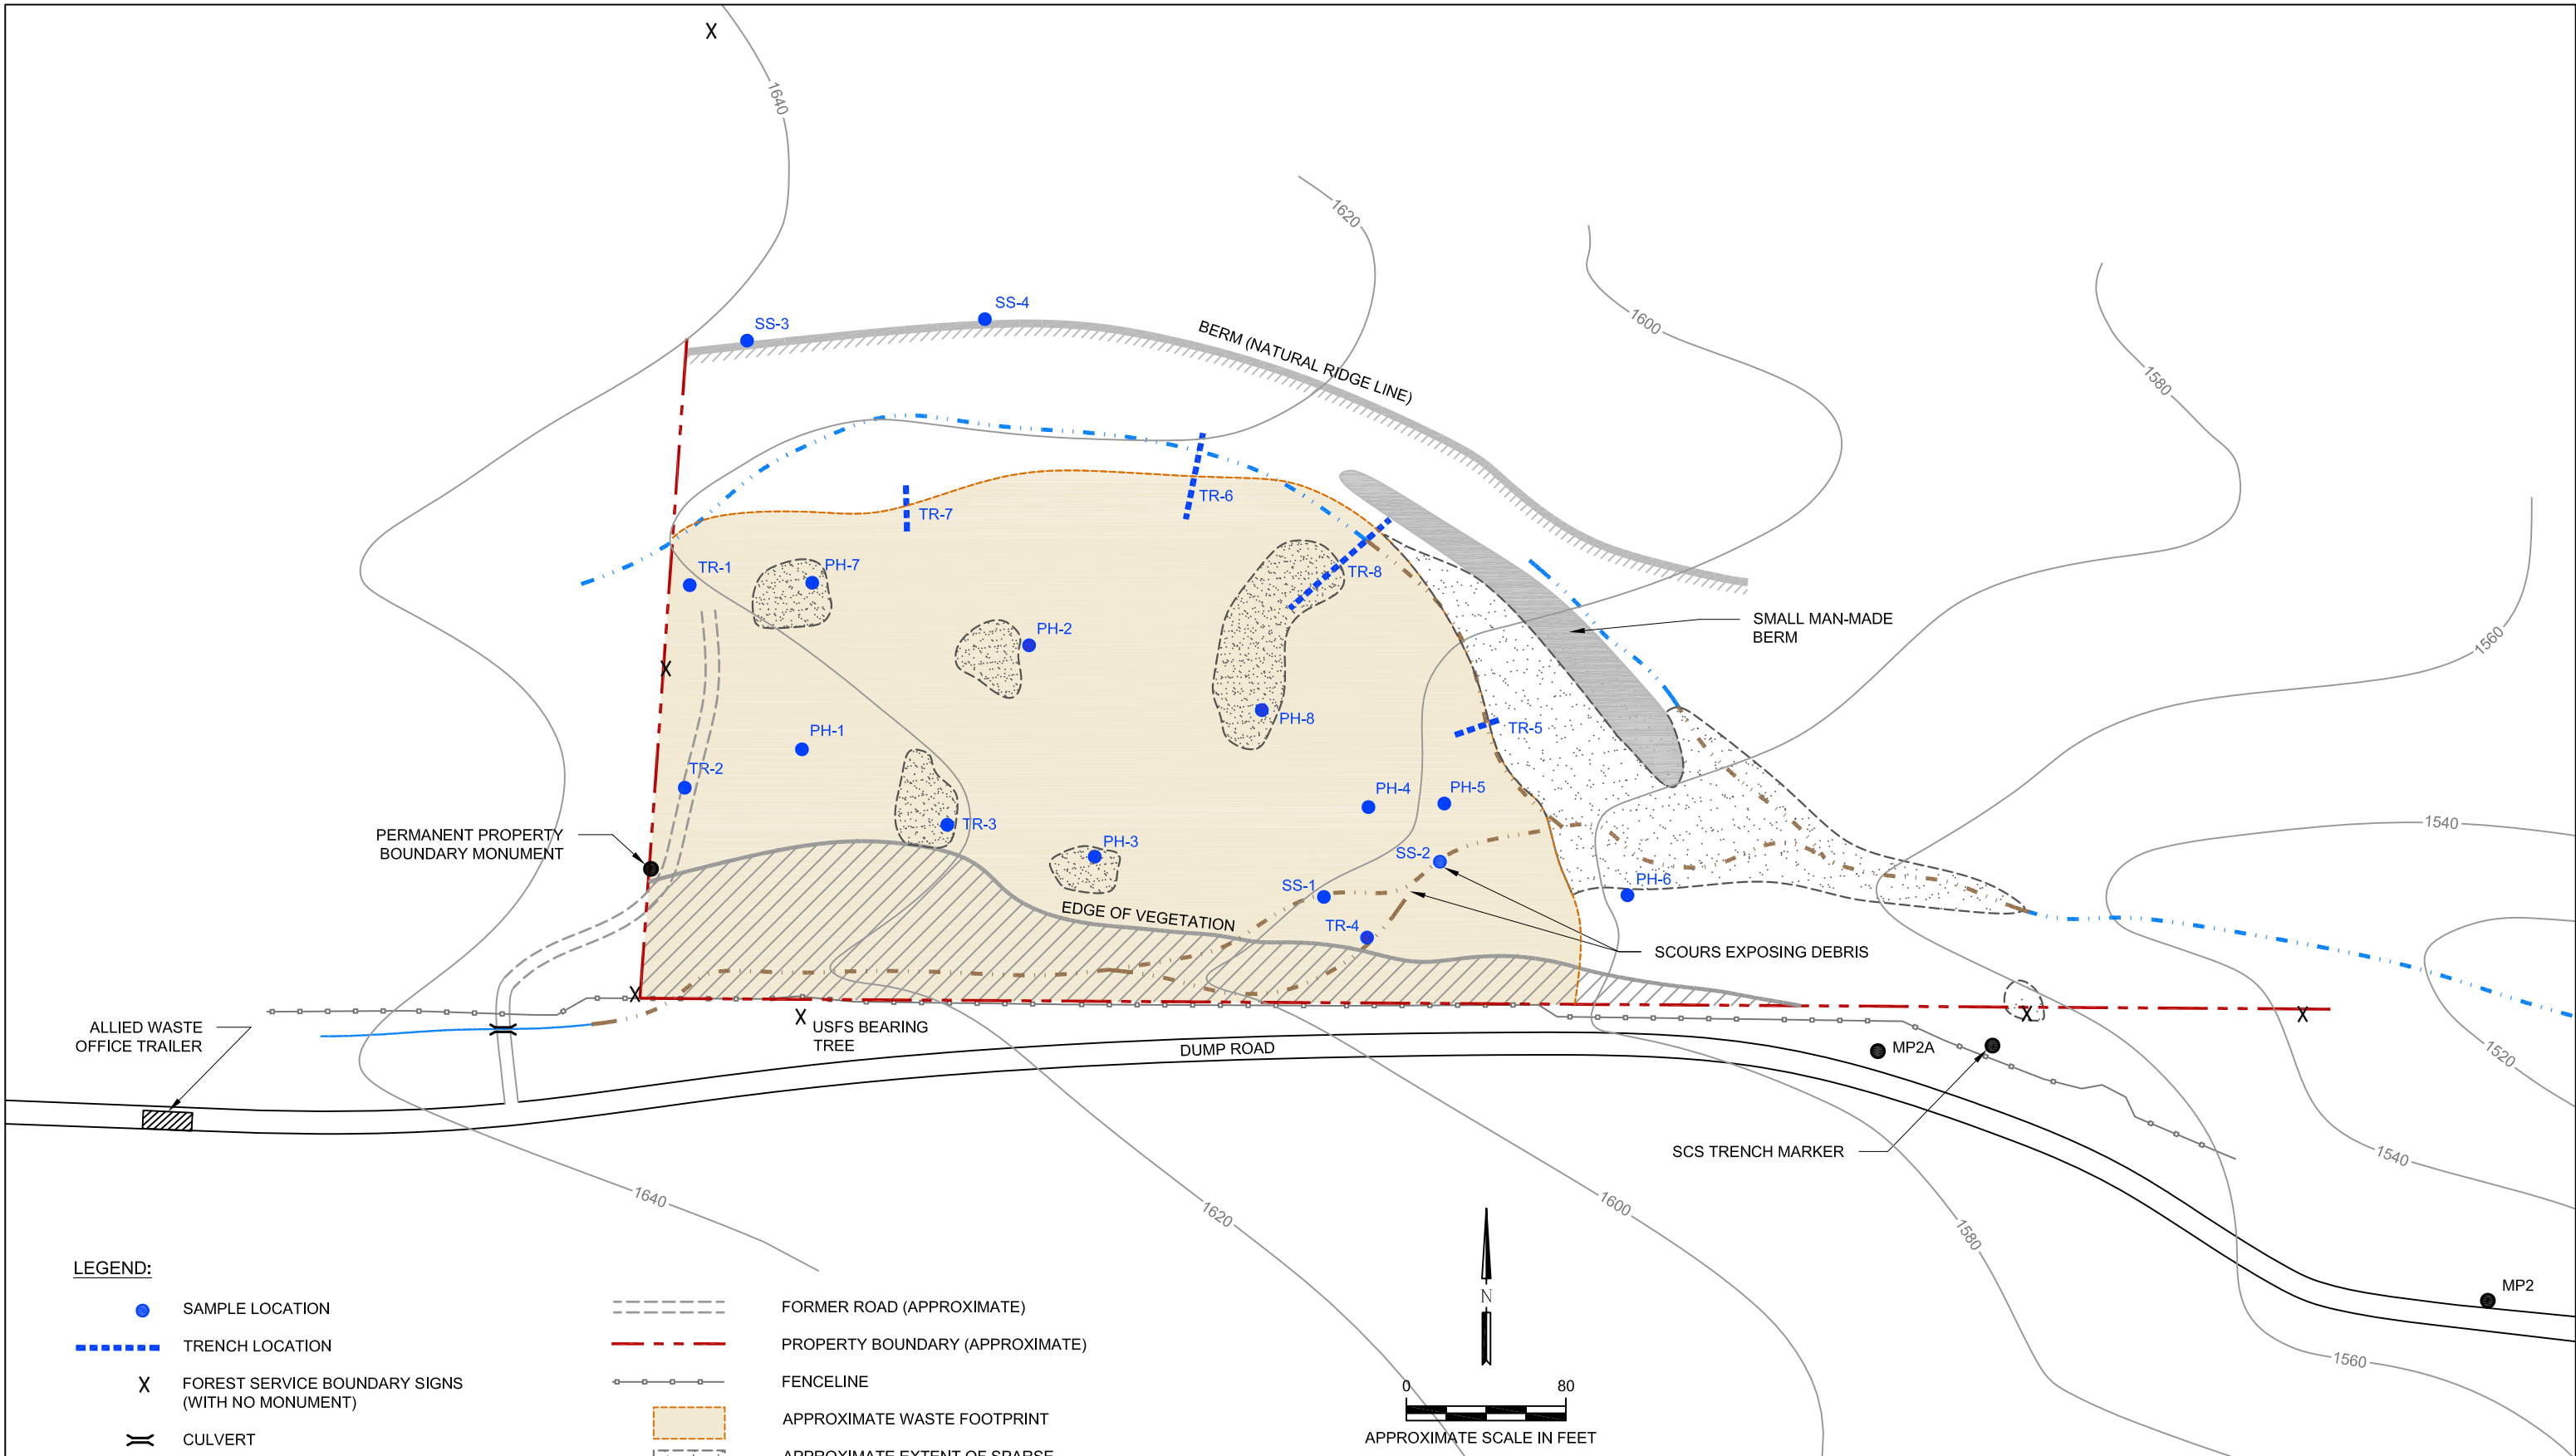 X
1640
1620
SS-4
SS-3
1600
BERM (NATURAL RIDGE LINE)
1580
TR-6
TR-7
TR-1
PH-7
TR-8
SMALL MAN-MADE
BERM
PH-2
1560
PH-8
TR-5
PH-1
TR-2
X
PH-4
PH-5
PERMANENT PROPERTY
BOUNDARY MONUMENT
TR-3
PH-3
SS-2
1540
SS-1
PH-6
EDGE OF VEGETATION
TR-4
SCOURS EXPOSING DEBRIS
X
X
USFS BEARING
TREE
X
X
ALLIED WASTE
OFFICE TRAILER
DUMP ROAD
MP2A
1520
SCS TRENCH MARKER
1540
1640
1620
1600
1580
MP2
1560
N
0 80
APPROXIMATE SCALE IN FEET
LEGEND:
SAMPLE LOCATION
TRENCH LOCATION
X FOREST SERVICE BOUNDARY SIGNS
(WITH NO MONUMENT)
CULVERT
FORMER ROAD (APPROXIMATE)
PROPERTY BOUNDARY (APPROXIMATE)
FENCELINE
APPROXIMATE WASTE FOOTPRINT
APPROXIMATE EXTENT OF SPARSE